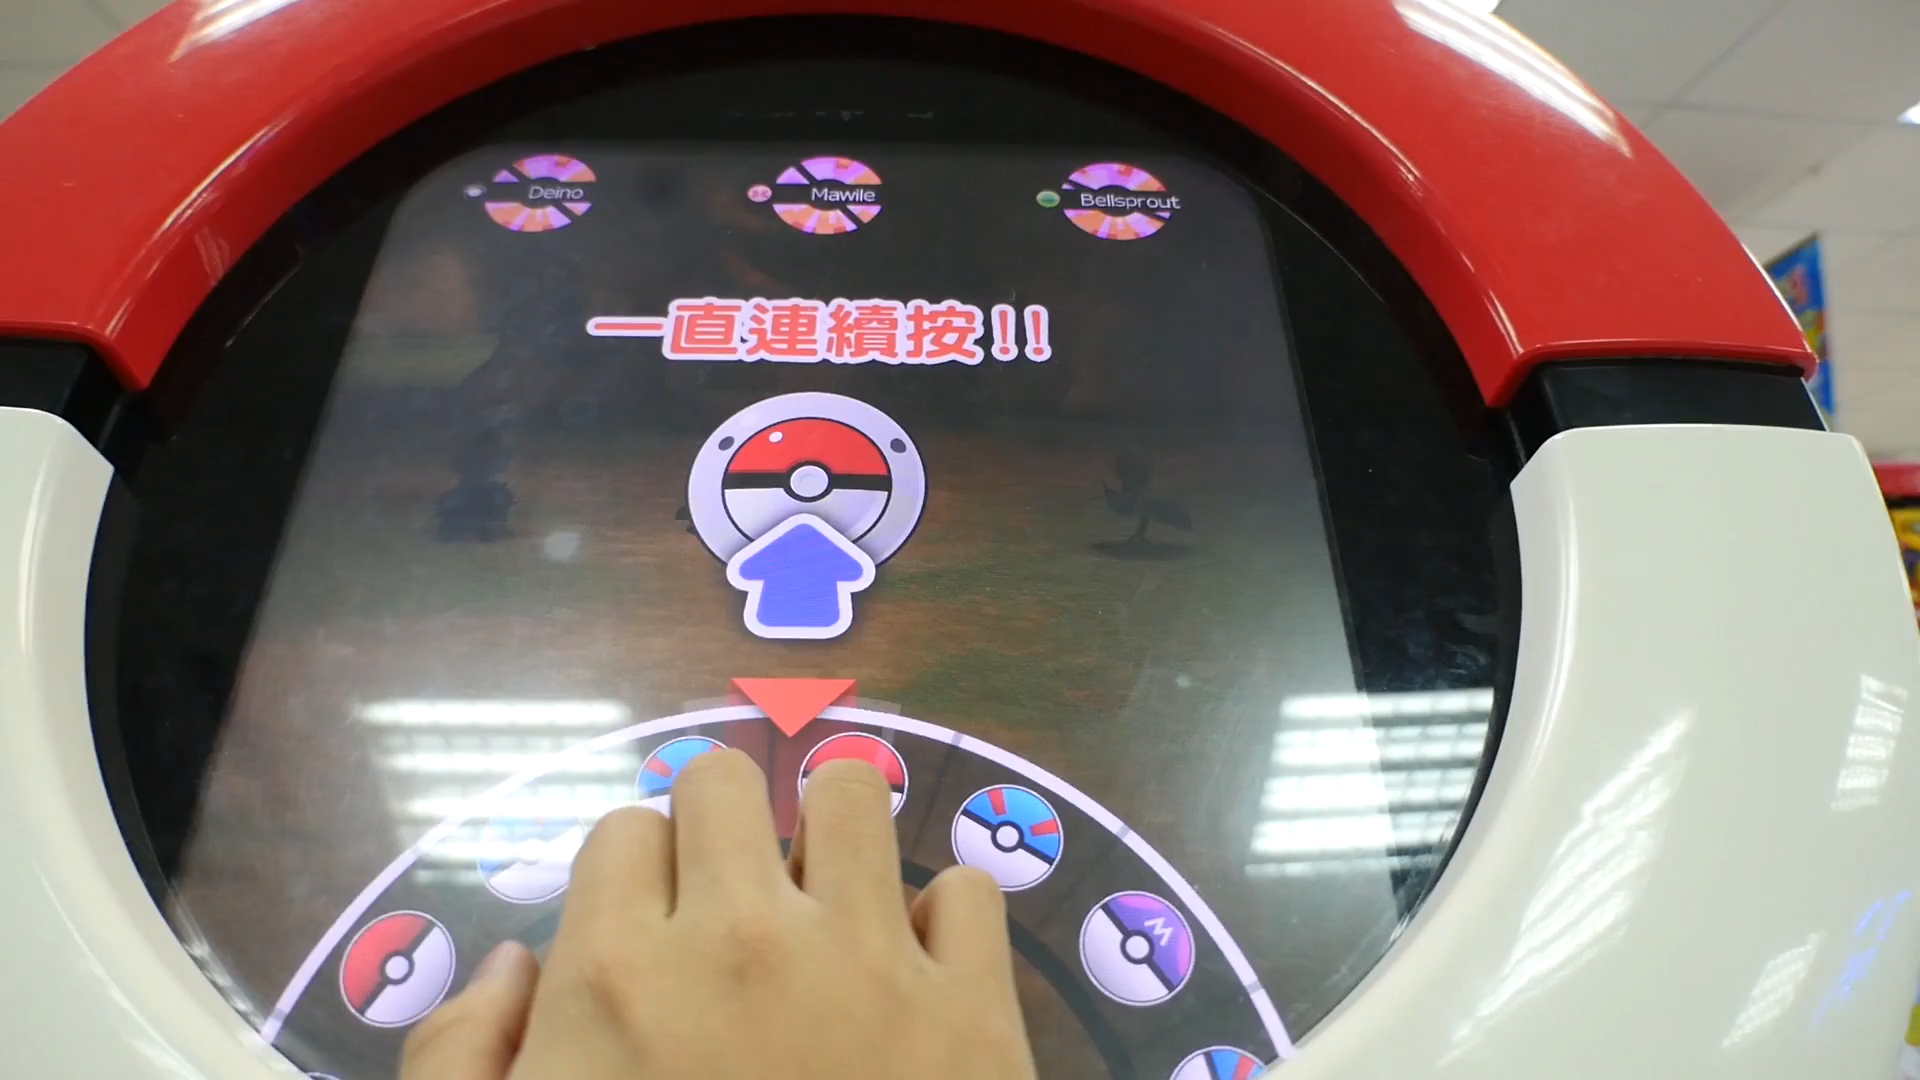 Deino
Mawile
Bellsprout
一直連續按!!
M